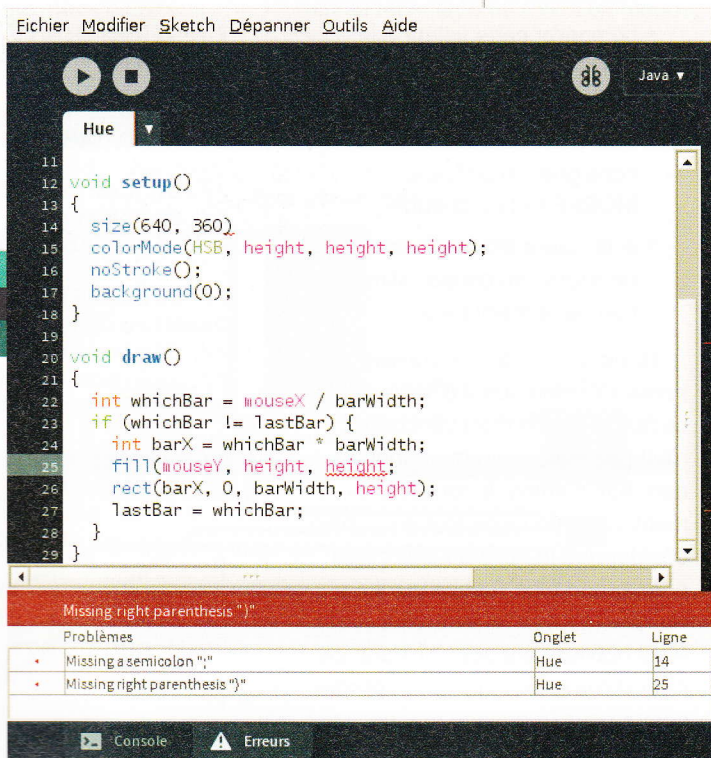 Fichier Modifier Sketch Dépanner Outils Aide
Java ▾
Hue ▾
11
12 void setup()
13 {
14   size(640, 360)
15   colorMode(HSB, height, height, height);
16   noStroke();
17   background(0);
18 }
19
20 void draw()
21 {
22   int whichBar = mouseX / barWidth;
23   if (whichBar != lastBar) {
24     int barX = whichBar * barWidth;
25     fill(mouseY, height, height;
26     rect(barX, 0, barWidth, height);
27     lastBar = whichBar;
28   }
29 }
Missing right parenthesis ")"
Problèmes Onglet Ligne
Missing a semicolon ";" Hue 14
Missing right parenthesis ")" Hue 25
Console Erreurs